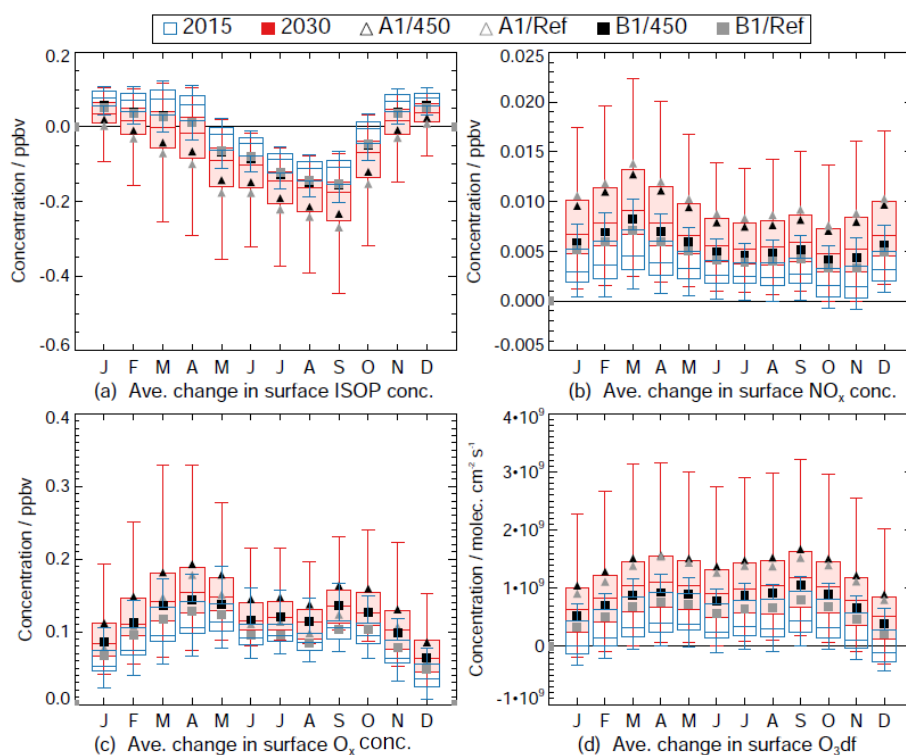 2015 2030 A1/450 A1/Ref B1/450 B1/Ref
Concentration / ppbv
0.2
0.0
-0.2
-0.4
-0.6
J F M A M J J A S O N D
(a) Ave. change in surface ISOP conc.
Concentration / ppbv
0.025
0.020
0.015
0.010
0.005
0.000
-0.005
J F M A M J J A S O N D
(b) Ave. change in surface NOₓ conc.
Concentration / ppbv
0.4
0.3
0.2
0.1
0.0
J F M A M J J A S O N D
(c) Ave. change in surface Oₓ conc.
Concentration / molec. cm⁻² s⁻¹
4•10⁹
3•10⁹
2•10⁹
1•10⁹
0
-1•10⁹
J F M A M J J A S O N D
(d) Ave. change in surface O₃df